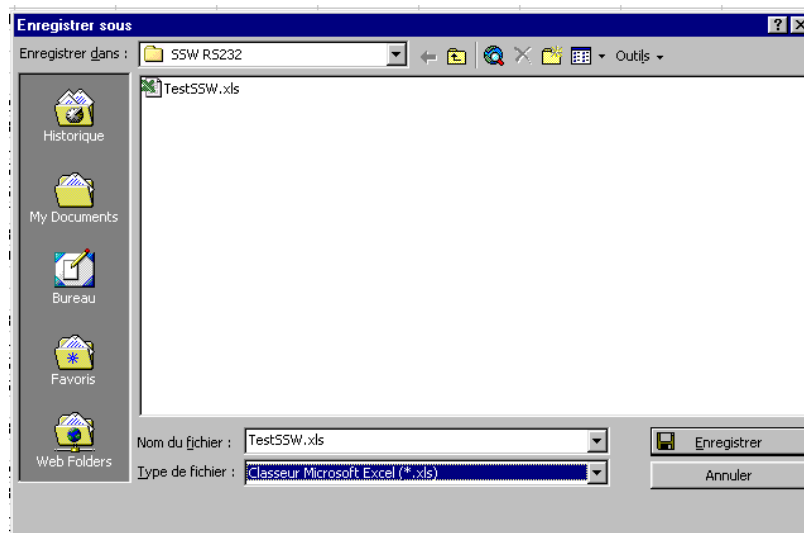 Enregistrer sous
Enregistrer dans : SSW RS232 Outils
TestSSW.xls
Historique
My Documents
Bureau
Favoris
Web Folders
Nom du fichier : TestSSW.xls Enregistrer
Type de fichier : Classeur Microsoft Excel (*.xls) Annuler